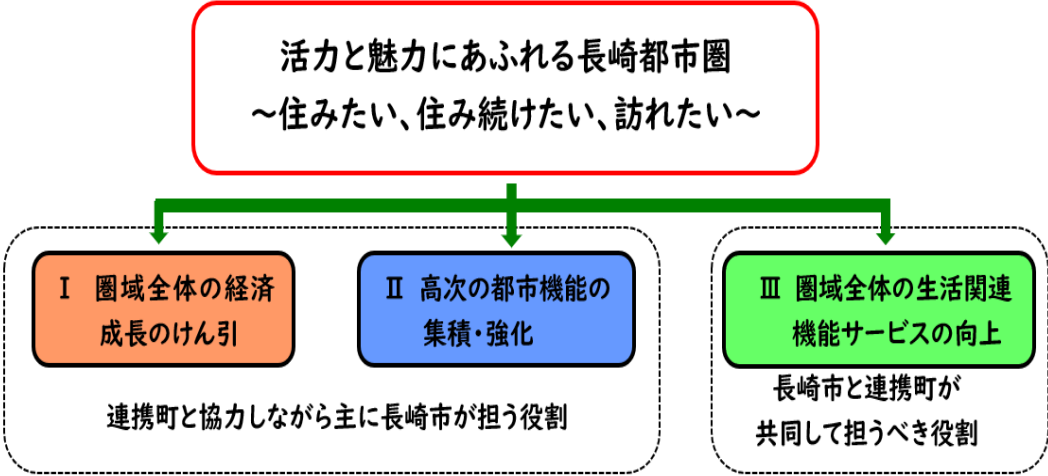 活力と魅力にあふれる長崎都市圏
～住みたい、住み続けたい、訪れたい～
Ⅰ 圏域全体の経済
成長のけん引
Ⅱ 高次の都市機能の
集積・強化
連携町と協力しながら主に長崎市が担う役割
Ⅲ 圏域全体の生活関連
機能サービスの向上
長崎市と連携町が
共同して担うべき役割